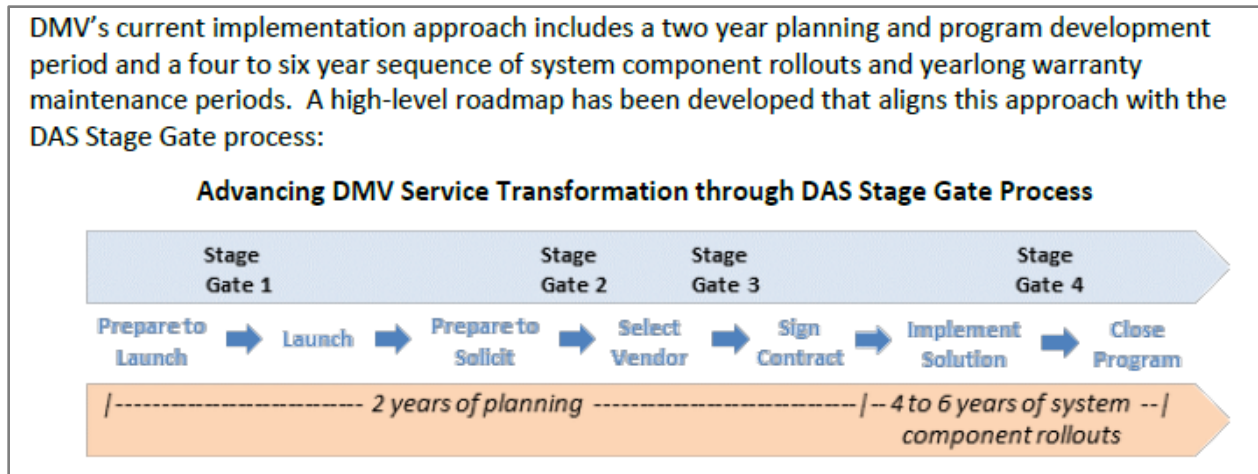 DMV's current implementation approach includes a two year planning and program development
period and a four to six year sequence of system component rollouts and yearlong warranty
maintenance periods.  A high-level roadmap has been developed that aligns this approach with the
DAS Stage Gate process:
Advancing DMV Service Transformation through DAS Stage Gate Process
Stage Gate 1
Stage Gate 2
Stage Gate 3
Stage Gate 4
Prepare to
Launch
Launch
Prepare to
Solicit
Select
Vendor
Sign
Contract
Implement
Solution
Close
Program
|------------------------------ 2 years of planning ------------------------------|-- 4 to 6 years of system --|
component rollouts